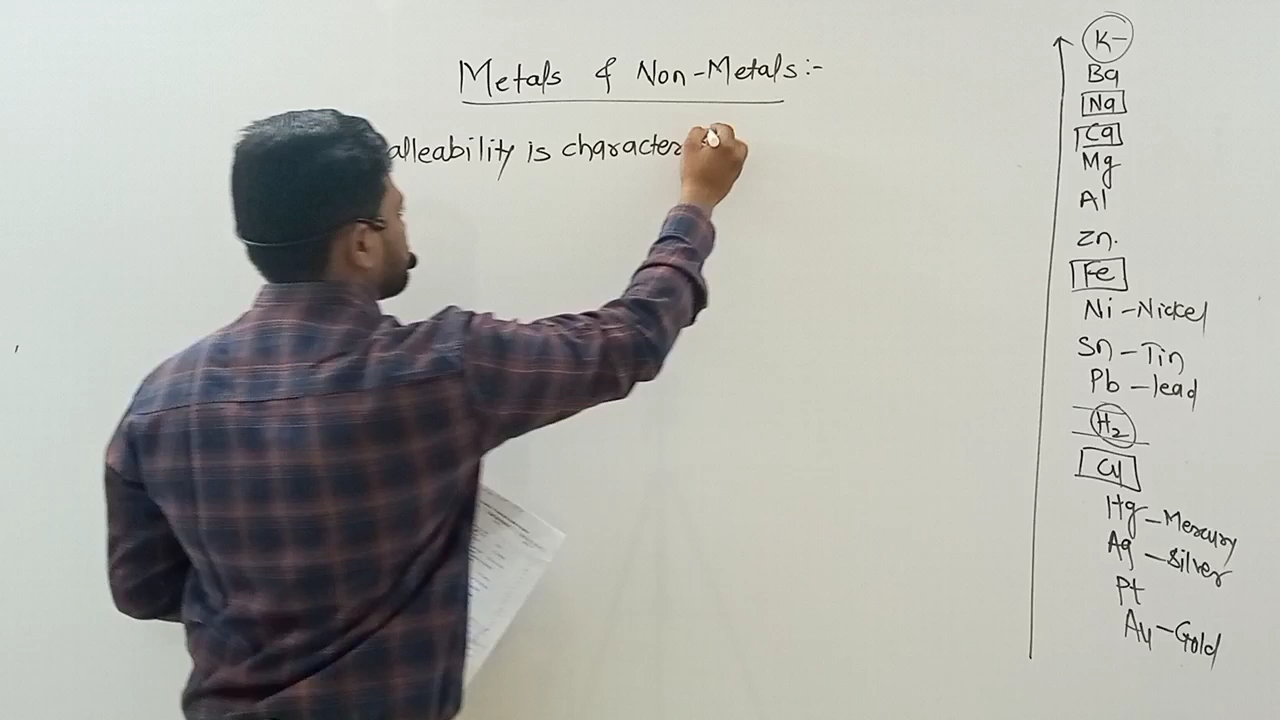 Metals & Non-Metals:-
alleability is character
K
Ba
Na
Ca
Mg
Al
Zn.
Fe
Ni - Nickel
Sn - Tin
Pb - lead
H2
Cu
Hg - Mercury
Ag - Silver
Pt
Au - Gold